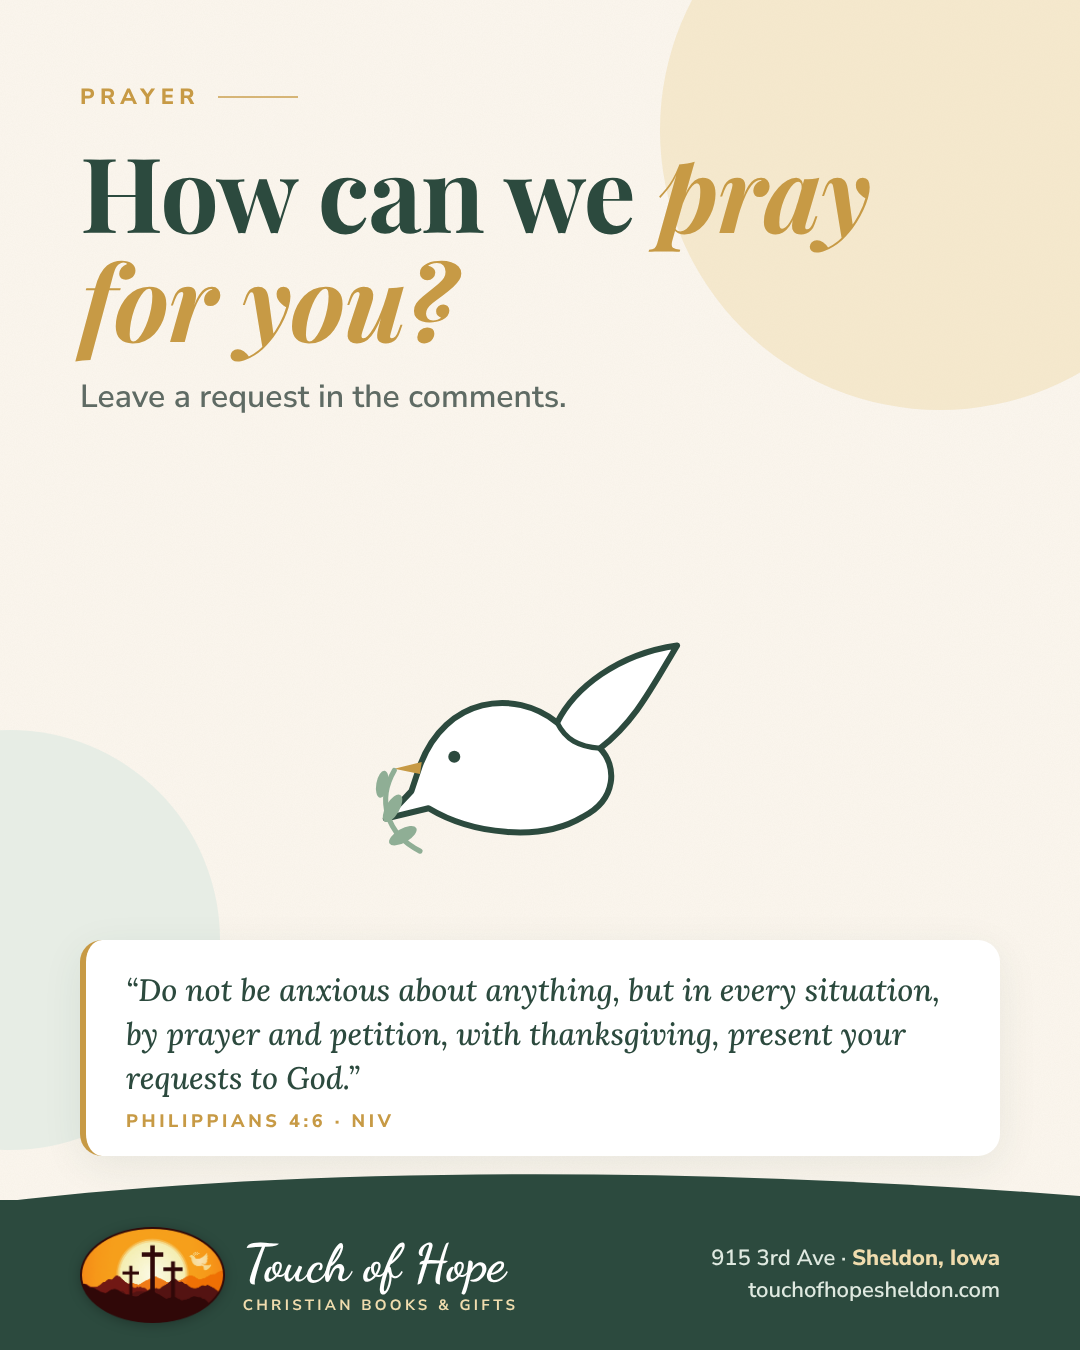 PRAYER
How can we pray
for you?
Leave a request in the comments.
“Do not be anxious about anything, but in every situation,
by prayer and petition, with thanksgiving, present your
requests to God.”
PHILIPPIANS 4:6 · NIV
Touch of Hope
CHRISTIAN BOOKS & GIFTS
915 3rd Ave · Sheldon, Iowa
touchofhopesheldon.com